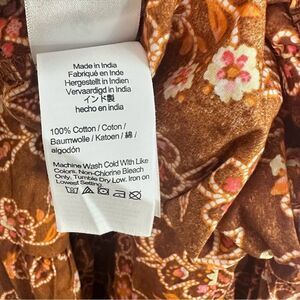 Made in India
Fabriqué en Inde
Hergestellt in Indien
Vervaardigd in India
インド製
hecho en india
100% Cotton / Coton /
Baumwolle / Katoen / 綿 /
algodón
Machine Wash Cold With Like
Colors. Non-Chlorine Bleach
Only, Tumble Dry Low. Iron on
Lowest Setting